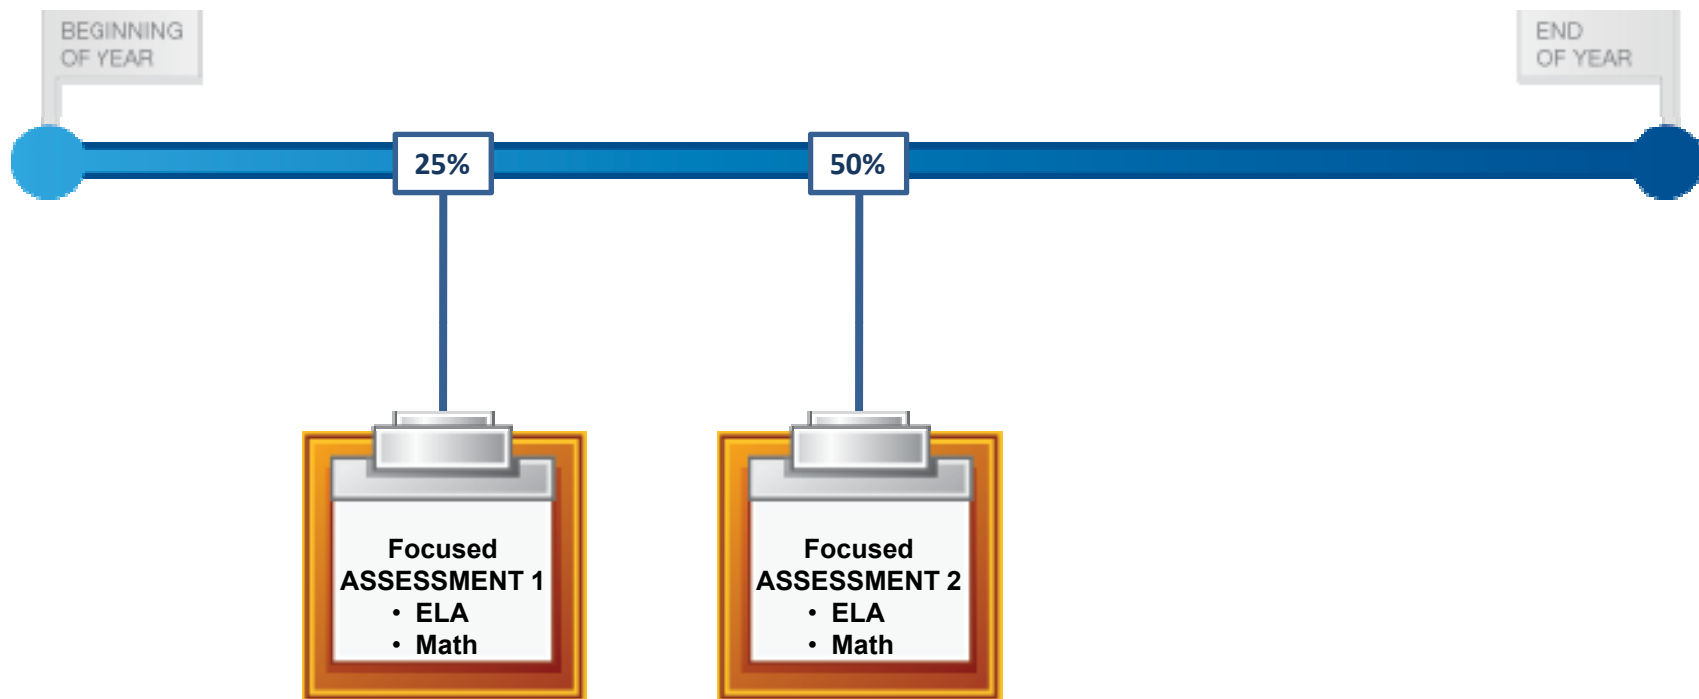 BEGINNING
OF YEAR
END
OF YEAR
25%
50%
Focused
ASSESSMENT 1
• ELA
• Math
Focused
ASSESSMENT 2
• ELA
• Math